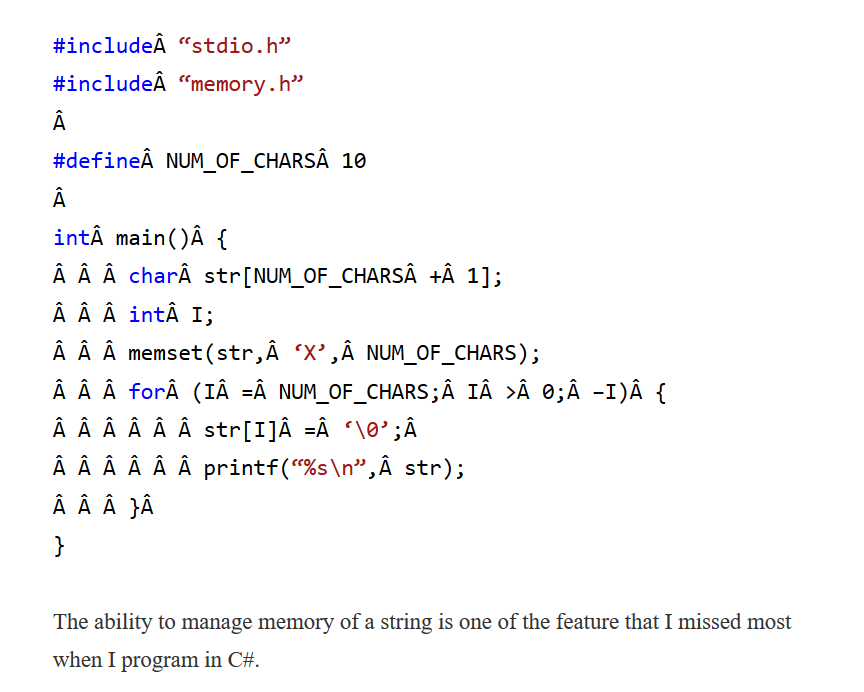 #includeÂ “stdio.h”
#includeÂ “memory.h”
Â
#defineÂ NUM_OF_CHARSÂ 10
Â
intÂ main()Â {
Â Â Â charÂ str[NUM_OF_CHARSÂ +Â 1];
Â Â Â intÂ I;
Â Â Â memset(str,Â ‘X’,Â NUM_OF_CHARS);
Â Â Â forÂ (IÂ =Â NUM_OF_CHARS;Â IÂ >Â 0;Â –I)Â {
Â Â Â Â Â Â str[I]Â =Â ‘\0’;Â
Â Â Â Â Â Â printf(“%s\n”,Â str);
Â Â Â }Â
}
The ability to manage memory of a string is one of the feature that I missed most
when I program in C#.